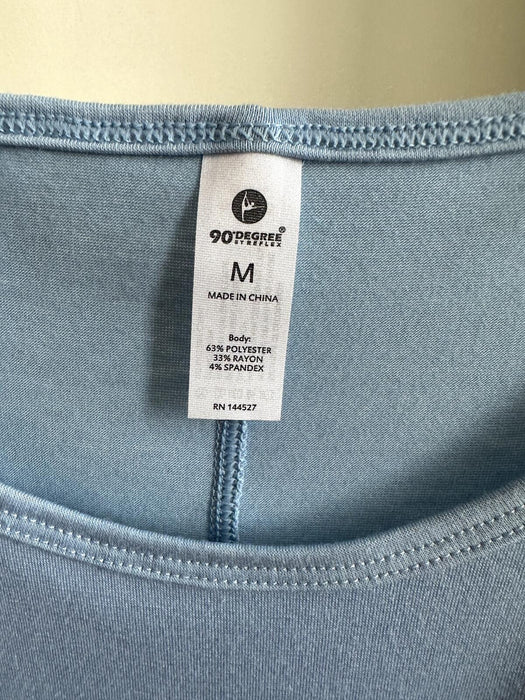 90°DEGREE®
BY REFLEX
M
MADE IN CHINA
Body:
63% POLYESTER
33% RAYON
4% SPANDEX
RN 144527